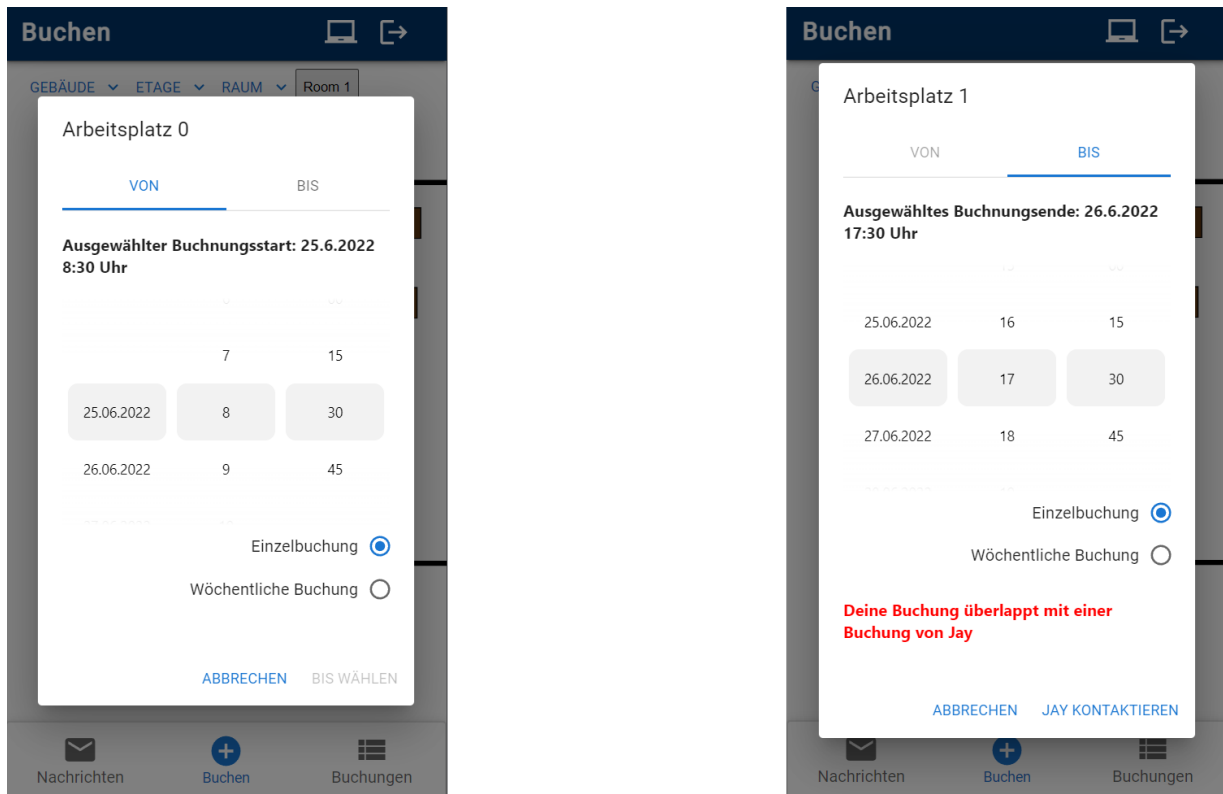 Buchen
GEBÄUDE ETAGE RAUM Room 1
Arbeitsplatz 0
VON BIS
Ausgewählter Buchnungsstart: 25.6.2022
8:30 Uhr
7 15
25.06.2022 8 30
26.06.2022 9 45
Einzelbuchung
Wöchentliche Buchung
ABBRECHEN BIS WÄHLEN
Nachrichten Buchen Buchungen
Buchen
G
Arbeitsplatz 1
VON BIS
Ausgewähltes Buchnungsende: 26.6.2022
17:30 Uhr
25.06.2022 16 15
26.06.2022 17 30
27.06.2022 18 45
Einzelbuchung
Wöchentliche Buchung
Deine Buchung überlappt mit einer
Buchung von Jay
ABBRECHEN JAY KONTAKTIEREN
Nachrichten Buchen Buchungen